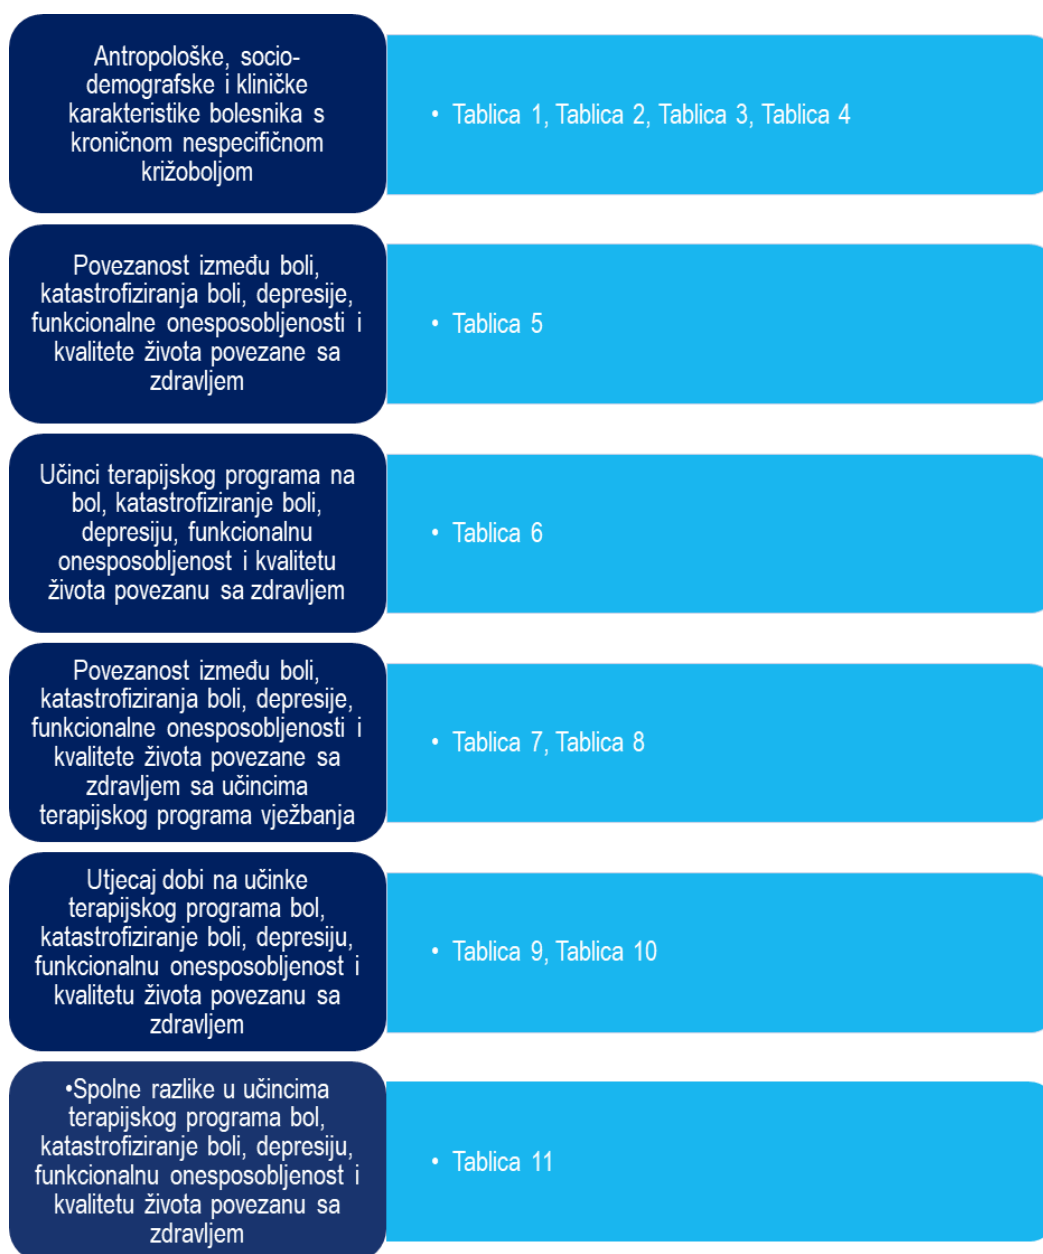 Antropološke, socio-
demografske i kliničke
karakteristike bolesnika s
kroničnom nespecifičnom
križoboljom
• Tablica 1, Tablica 2, Tablica 3, Tablica 4
Povezanost između boli,
katastrofiziranja boli, depresije,
funkcionalne onesposobljenosti i
kvalitete života povezane sa
zdravljem
• Tablica 5
Učinci terapijskog programa na
bol, katastrofiziranje boli,
depresiju, funkcionalnu
onesposobljenost i kvalitetu
života povezanu sa zdravljem
• Tablica 6
Povezanost između boli,
katastrofiziranja boli, depresije,
funkcionalne onesposobljenosti i
kvalitete života povezane sa
zdravljem sa učincima
terapijskog programa vježbanja
• Tablica 7, Tablica 8
Utjecaj dobi na učinke
terapijskog programa bol,
katastrofiziranje boli, depresiju,
funkcionalnu onesposobljenost i
kvalitetu života povezanu sa
zdravljem
• Tablica 9, Tablica 10
•Spolne razlike u učincima
terapijskog programa bol,
katastrofiziranje boli, depresiju,
funkcionalnu onesposobljenost i
kvalitetu života povezanu sa
zdravljem
• Tablica 11